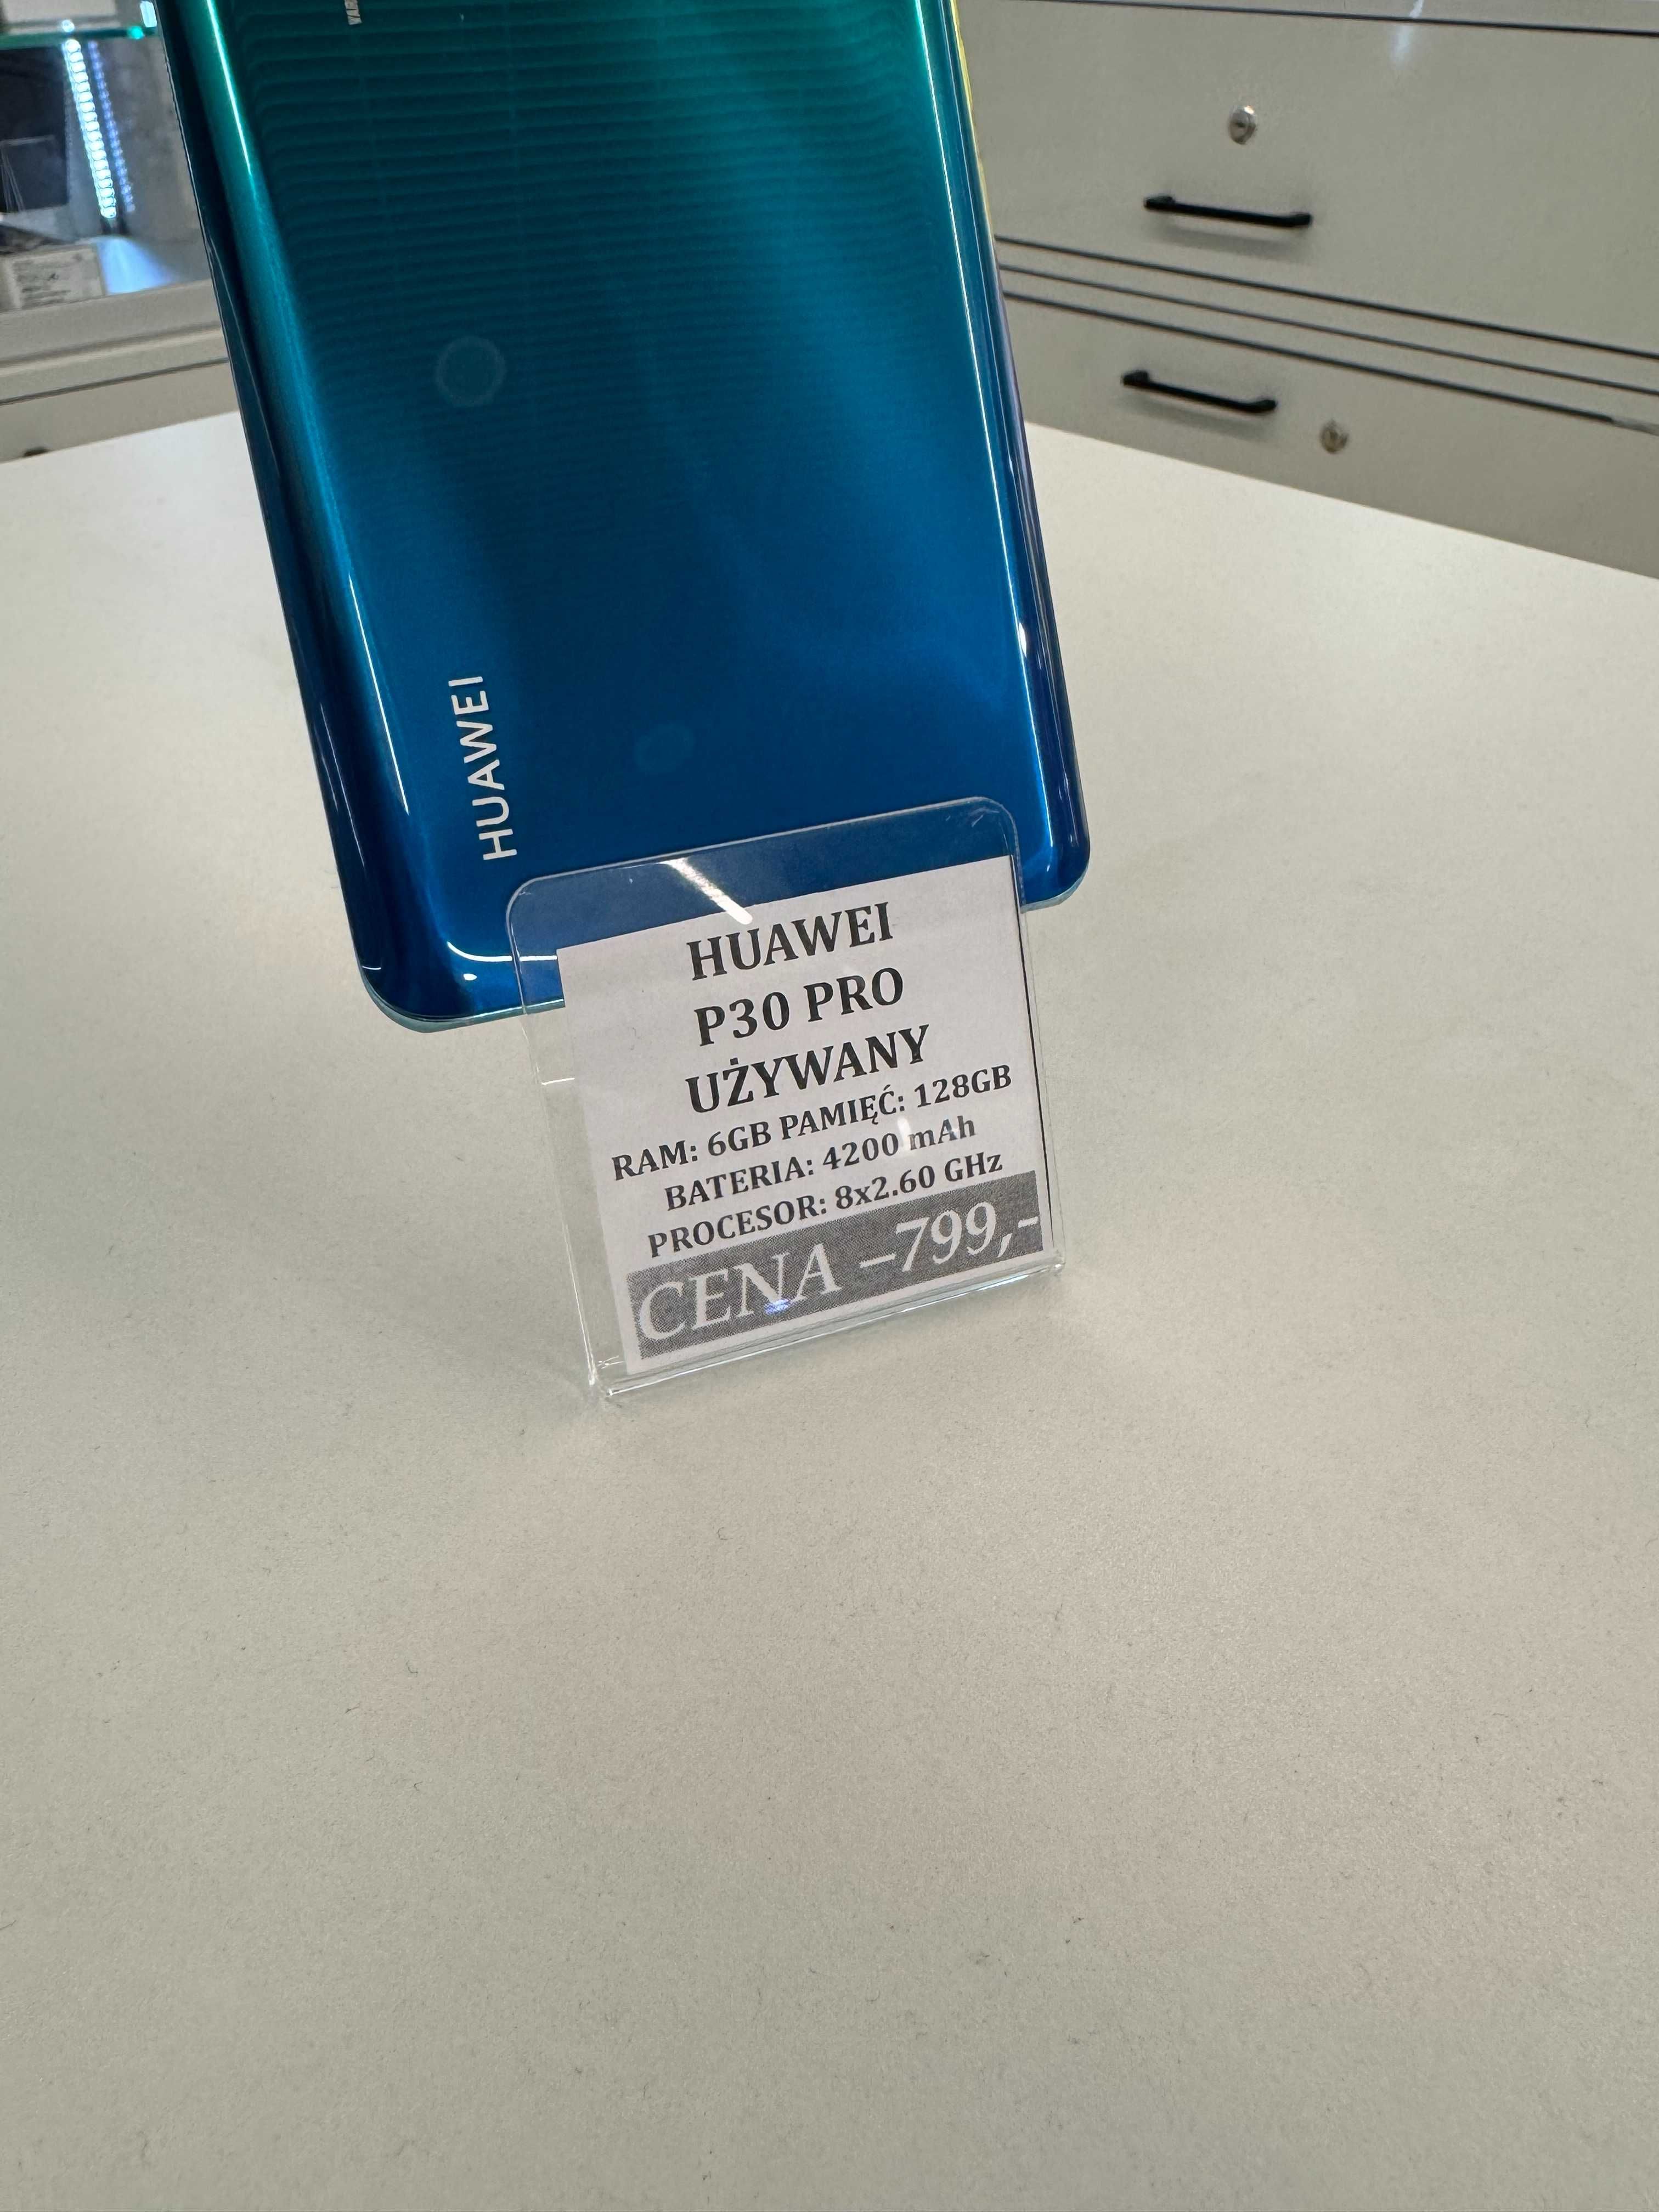 HUAWEI
HUAWEI
P30 PRO
UŻYWANY
RAM: 6GB PAMIĘĆ: 128GB
BATERIA: 4200 mAh
PROCESOR: 8x2.60 GHz
CENA –799,-